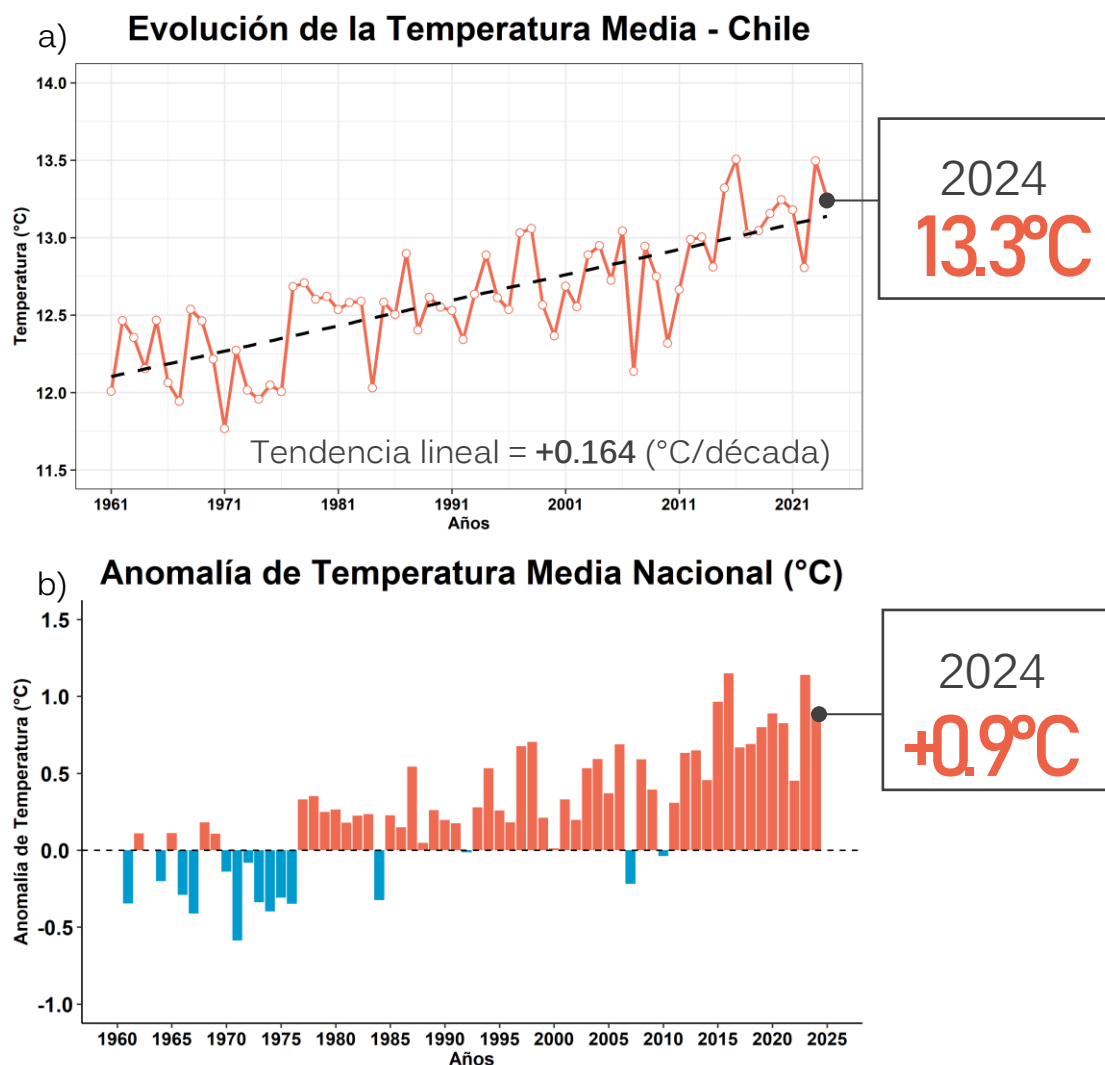 a)
Evolución de la Temperatura Media - Chile
Temperatura (°C)
14.0
13.5
13.0
12.5
12.0
11.5
2024
13.3°C
Tendencia lineal = +0.164 (°C/década)
1961 1971 1981 1991 2001 2011 2021
Años
b)
Anomalía de Temperatura Media Nacional (°C)
Anomalía de Temperatura (°C)
1.5
1.0
0.5
0.0
-0.5
-1.0
2024
+0.9°C
1960 1965 1970 1975 1980 1985 1990 1995 2000 2005 2010 2015 2020 2025
Años